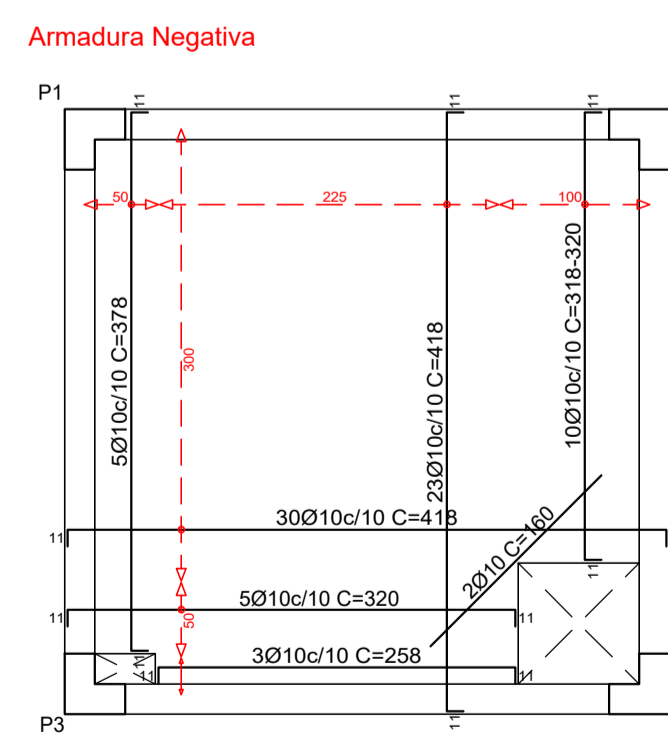 Armadura Negativa
P1
11
11
11
50
225
100
5Ø10c/10 C=378
300
23Ø10c/10 C=418
10Ø10c/10 C=318-320
30Ø10c/10 C=418
11
2Ø10 C=160
11
5Ø10c/10 C=320
11
11
50
3Ø10c/10 C=258
11
11
11
P3
11